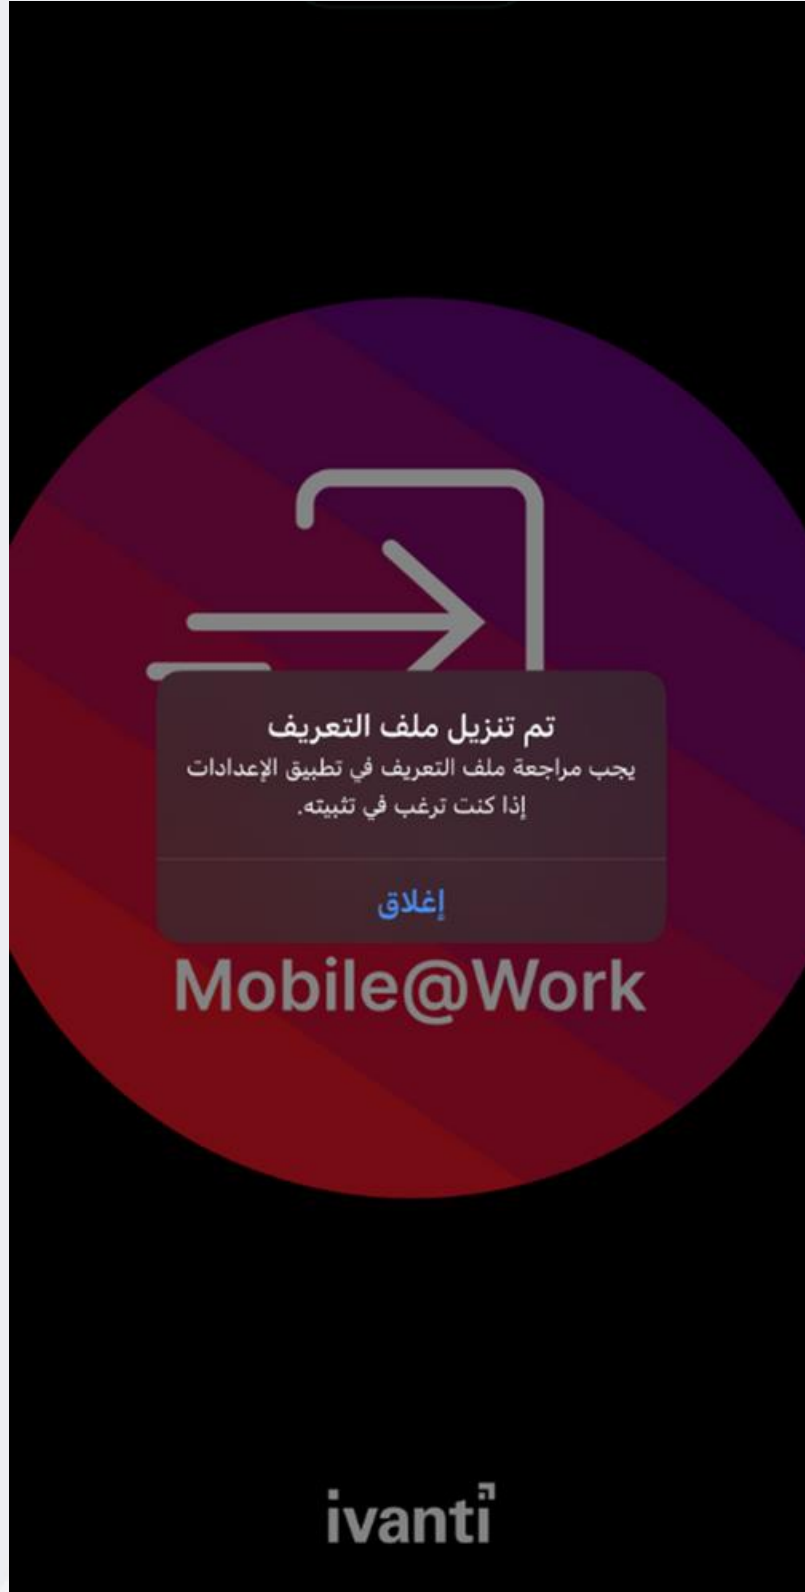 تم تنزيل ملف التعريف
يجب مراجعة ملف التعريف في تطبيق الإعدادات
إذا كنت ترغب في تثبيته.
إغلاق
Mobile@Work
ivanti